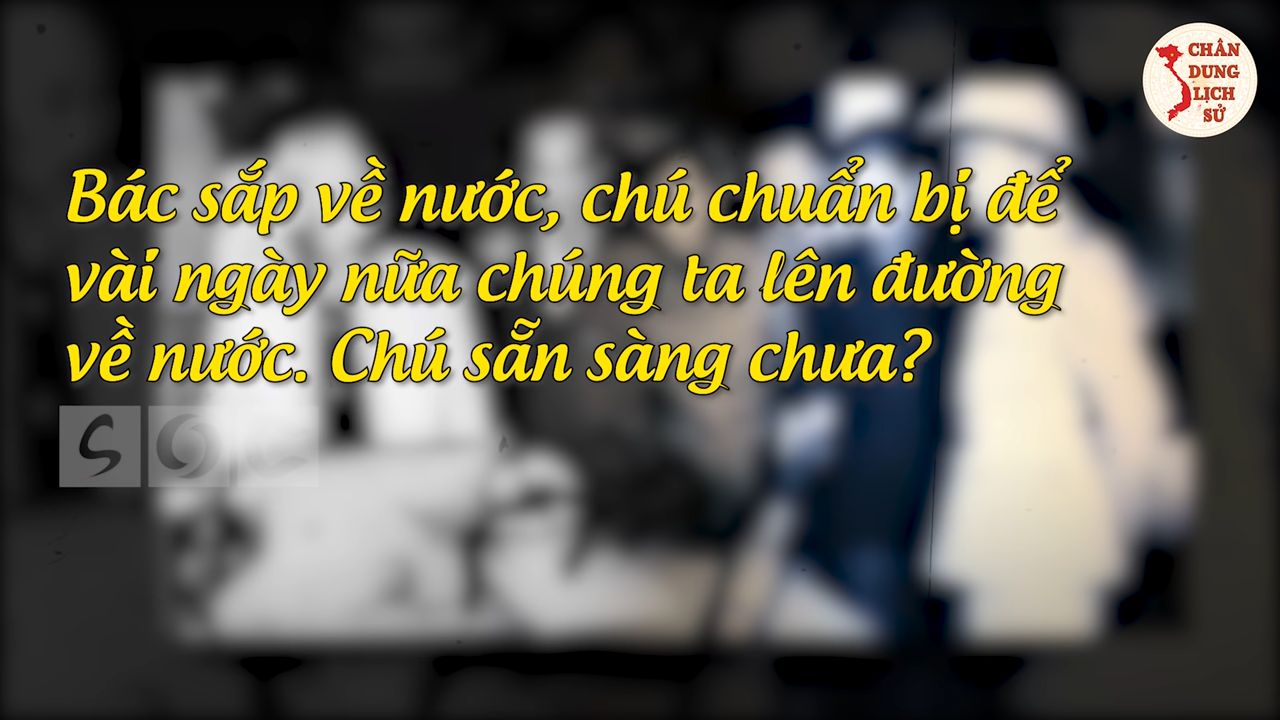 CHÂN
DUNG
LỊCH
SỬ
Bác sắp về nước, chú chuẩn bị để
vài ngày nữa chúng ta lên đường
về nước. Chú sẵn sàng chưa?